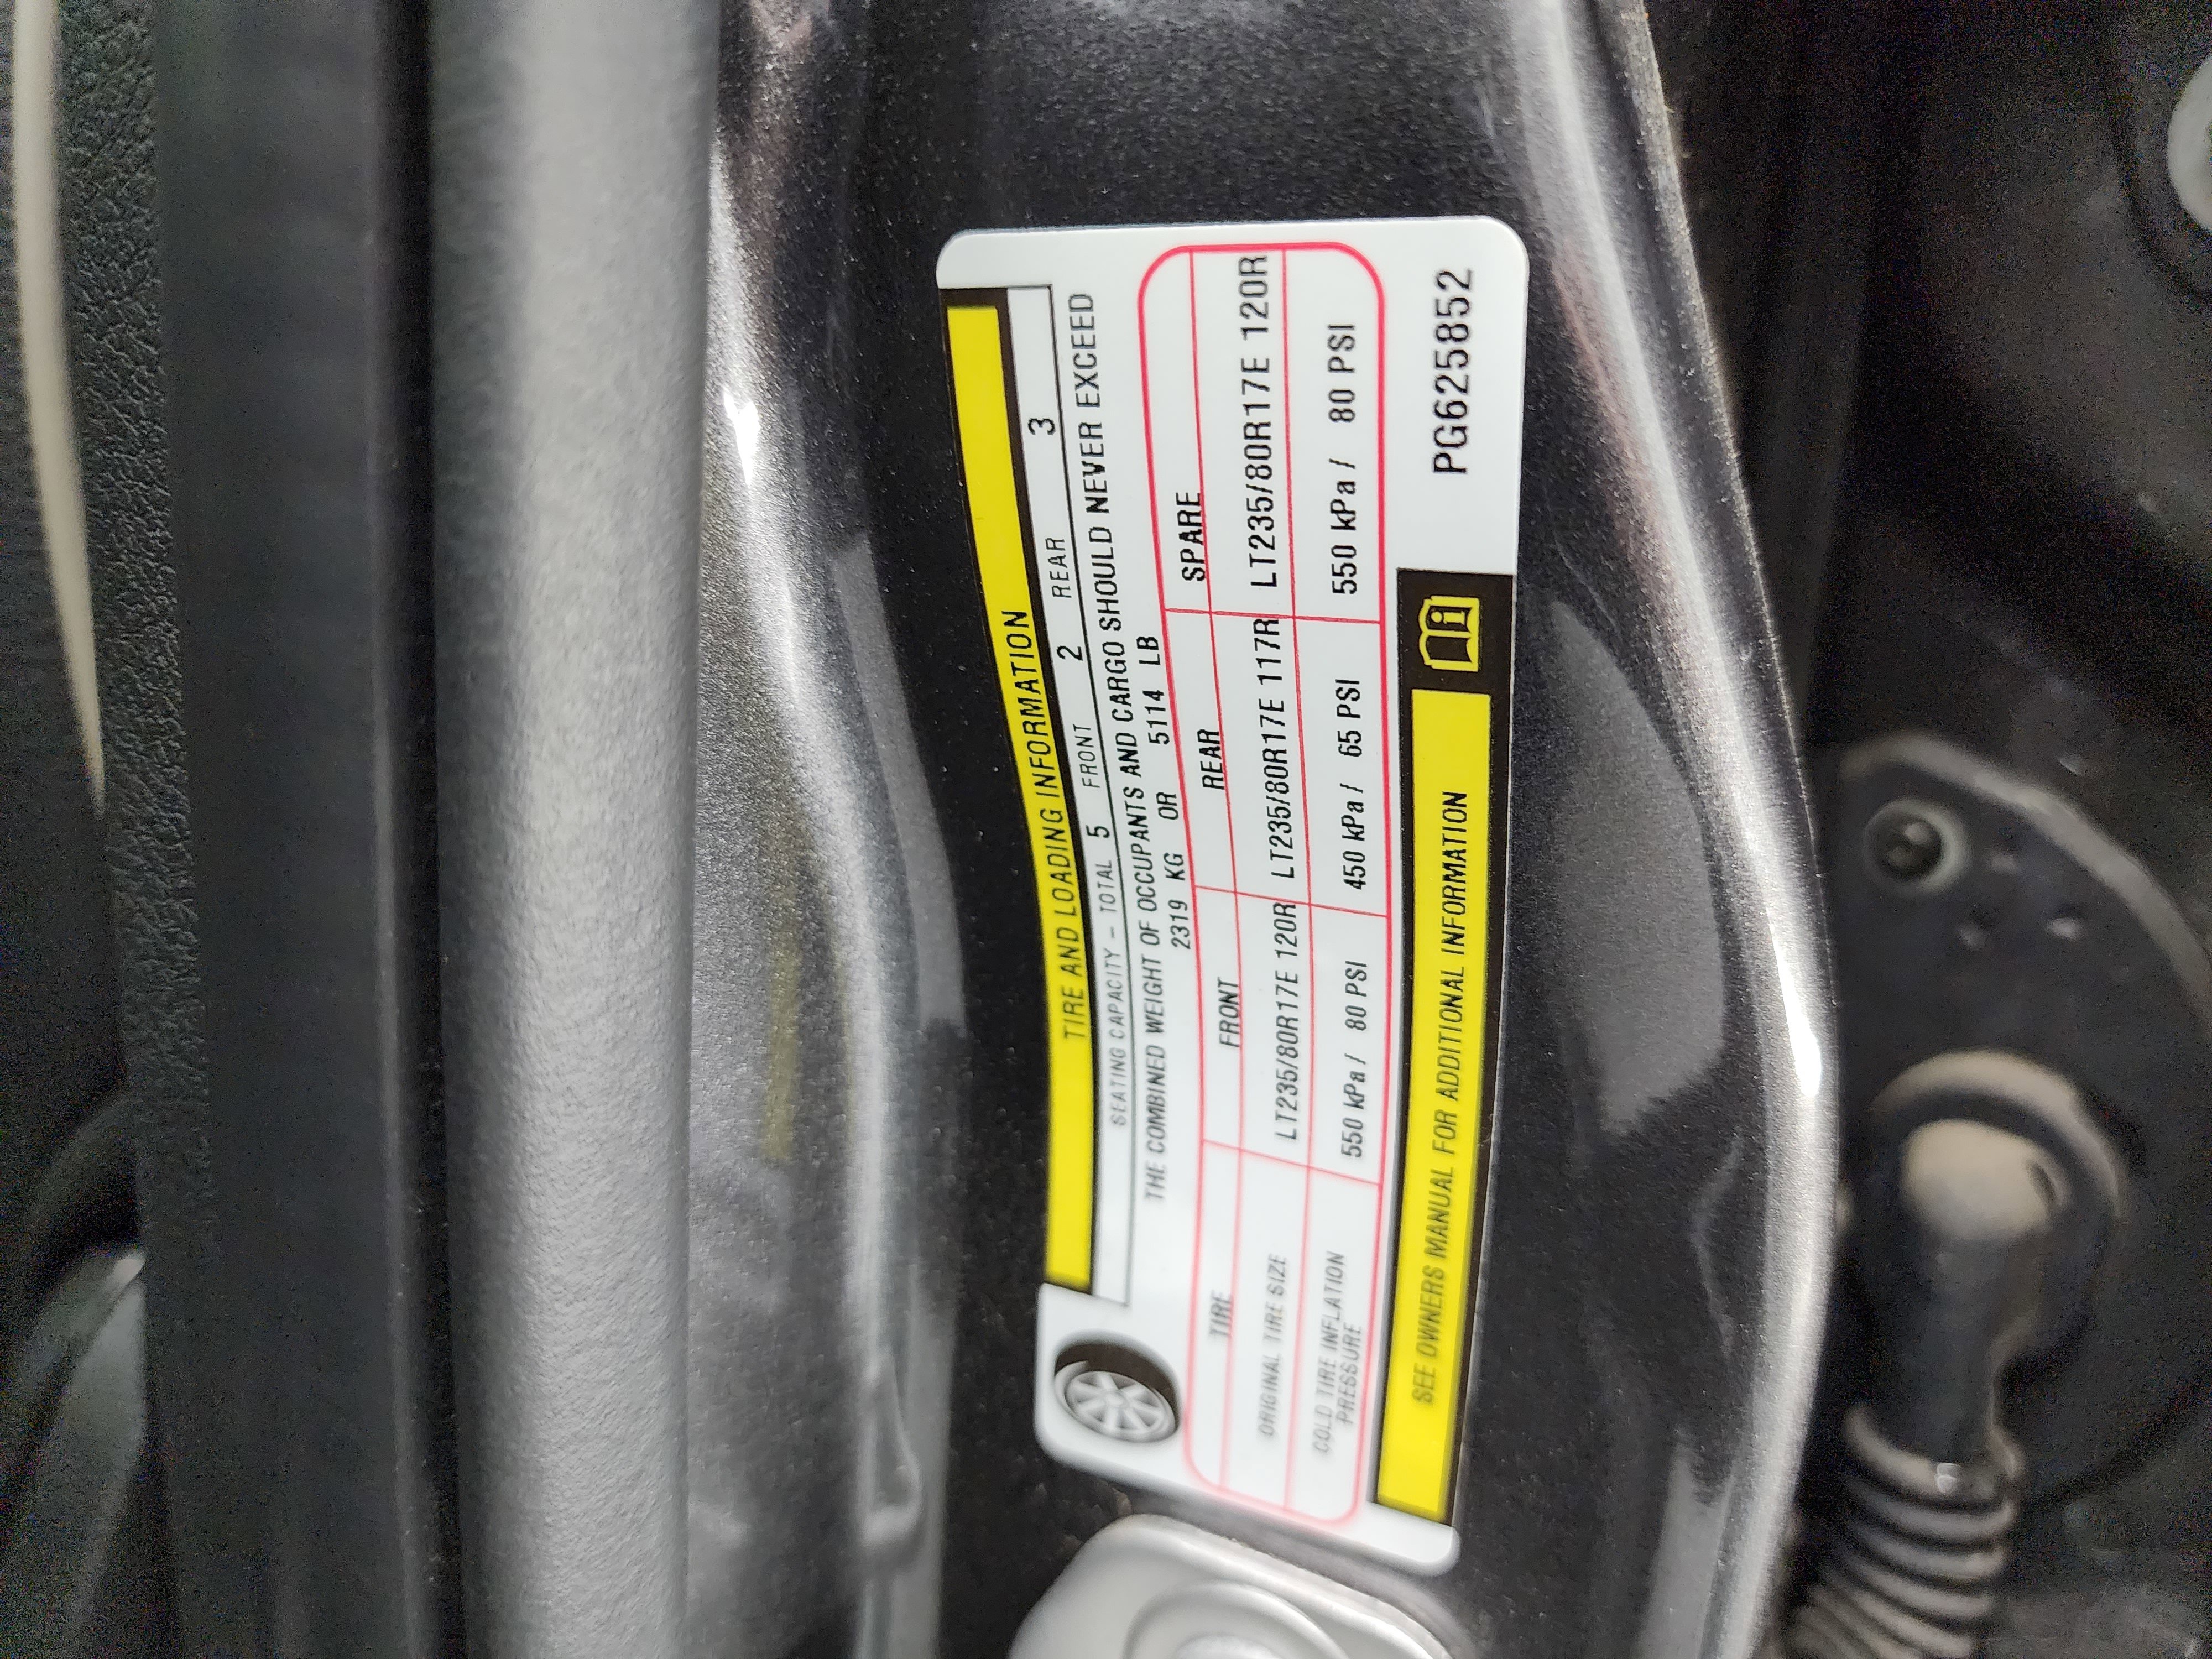 TIRE AND LOADING INFORMATION
SEATING CAPACITY - TOTAL 5 FRONT 2 REAR 3
THE COMBINED WEIGHT OF OCCUPANTS AND CARGO SHOULD NEVER EXCEED
2319 KG OR 5114 LB
TIRE FRONT REAR SPARE
ORIGINAL TIRE SIZE LT235/80R17E 120R LT235/80R17E 117R LT235/80R17E 120R
COLD TIRE INFLATION PRESSURE 550 kPa / 80 PSI 450 kPa / 65 PSI 550 kPa / 80 PSI
SEE OWNERS MANUAL FOR ADDITIONAL INFORMATION
PG625852